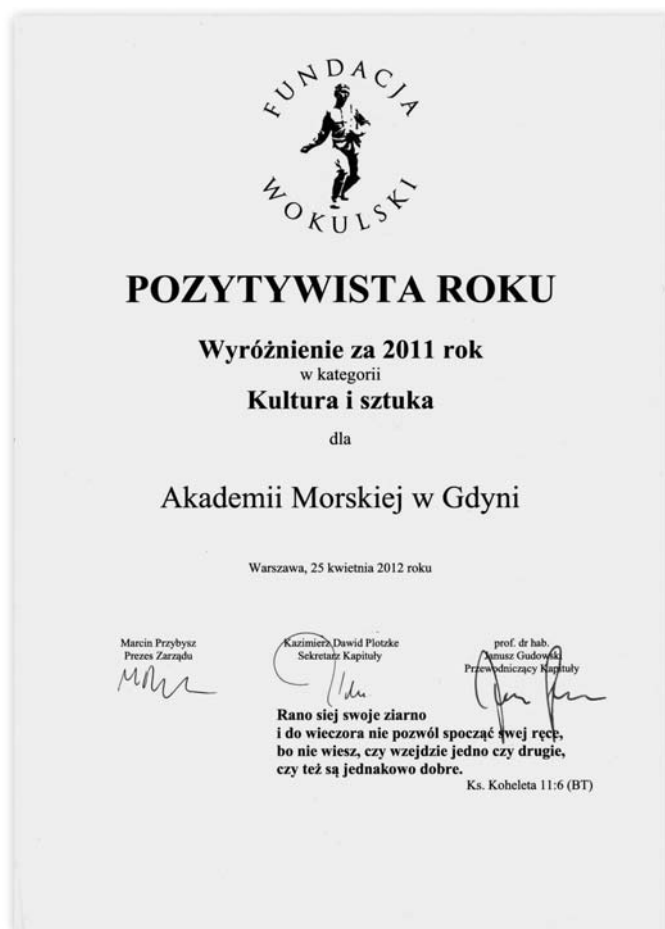 FUNDACJA
WOKULSKI
POZYTYWISTA ROKU
Wyróżnienie za 2011 rok
w kategorii
Kultura i sztuka
dla
Akademii Morskiej w Gdyni
Warszawa, 25 kwietnia 2012 roku
Marcin Przybysz
Prezes Zarządu
Kazimierz Dawid Plotzke
Sekretarz Kapituły
prof. dr hab.
Janusz Gudowski
Przewodniczący Kapituły
Rano siej swoje ziarno
i do wieczora nie pozwól spocząć swej ręce,
bo nie wiesz, czy wzejdzie jedno czy drugie,
czy też są jednakowo dobre.
Ks. Koheleta 11:6 (BT)